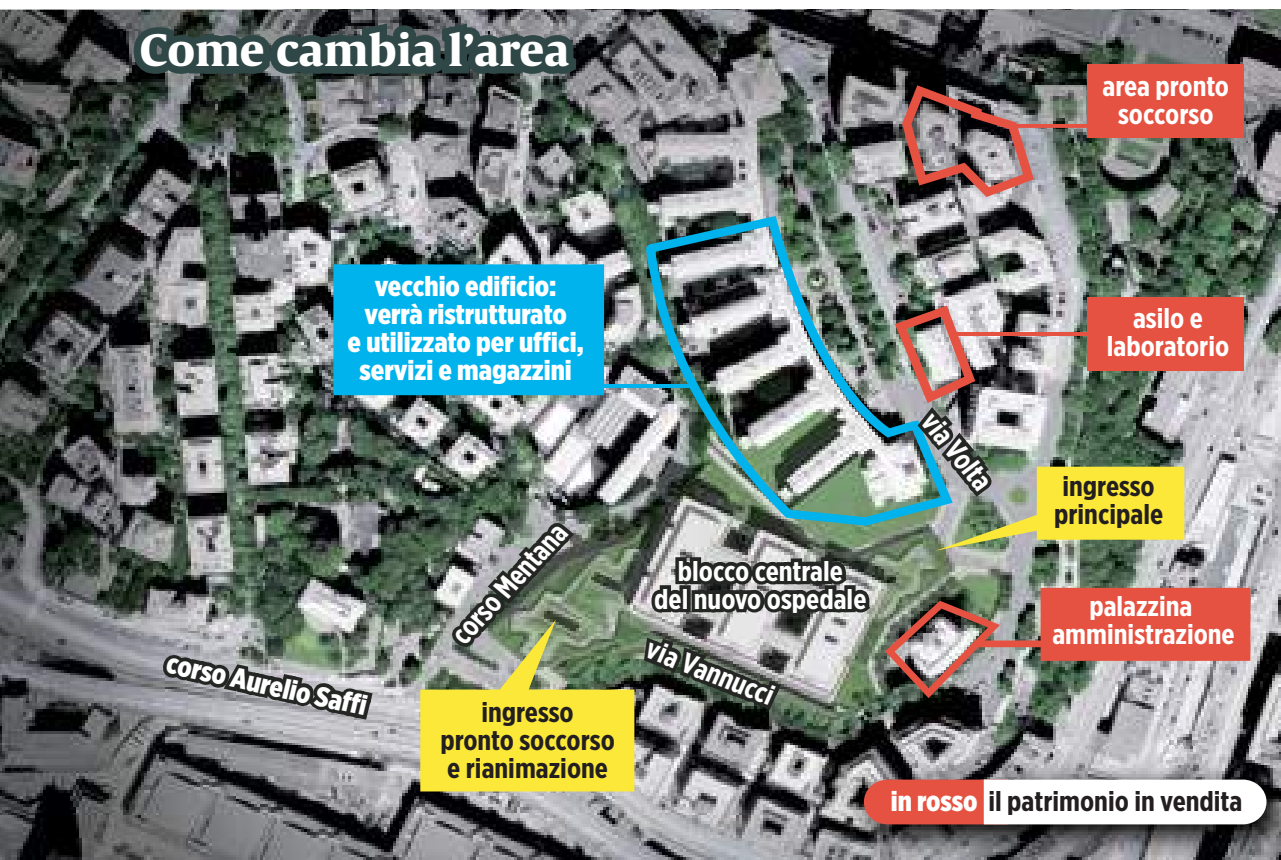 Come cambia l'area
area pronto
soccorso
vecchio edificio:
verrà ristrutturato
e utilizzato per uffici,
servizi e magazzini
asilo e
laboratorio
via Volta
ingresso
principale
blocco centrale
del nuovo ospedale
corso Mentana
palazzina
amministrazione
via Vannucci
corso Aurelio Saffi
ingresso
pronto soccorso
e rianimazione
in rosso il patrimonio in vendita